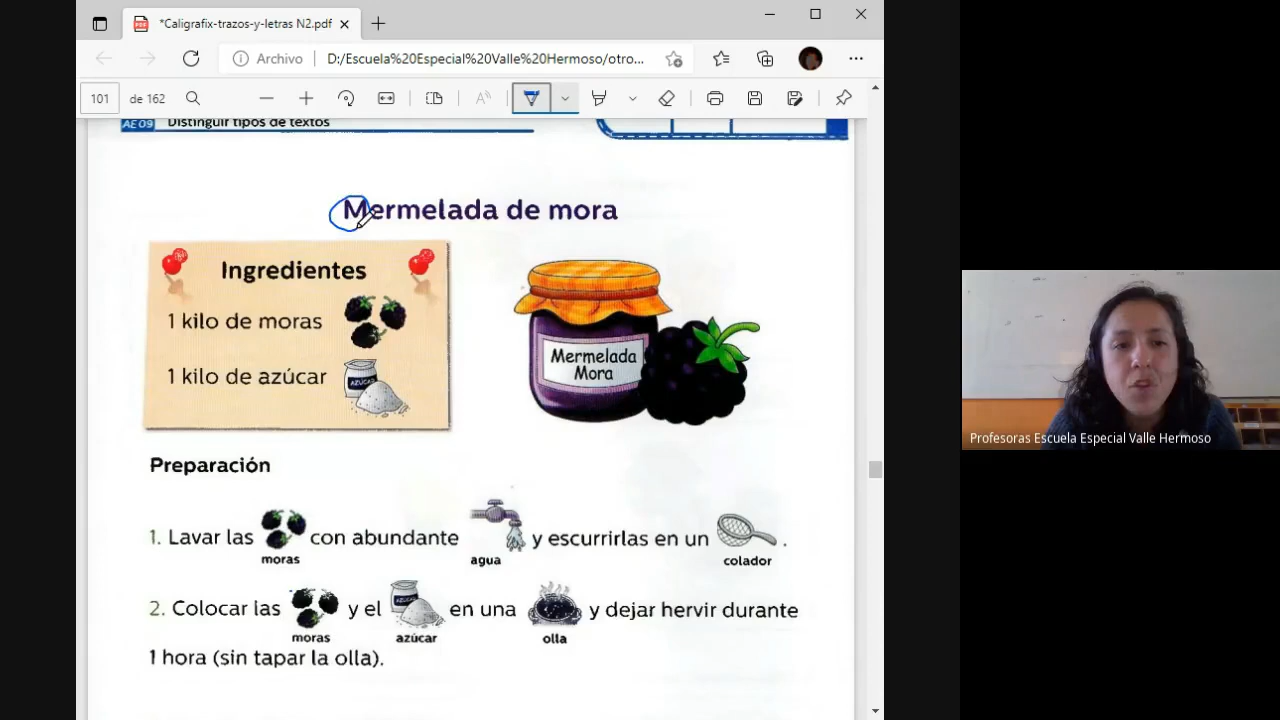 *Caligrafix-trazos-y-letras N2.pdf
Archivo
D:/Escuela%20Especial%20Valle%20Hermoso/otro...
101 de 162
AE 09 Distinguir tipos de textos
Mermelada de mora
Ingredientes
1 kilo de moras
1 kilo de azúcar
AZÚCAR
Mermelada
Mora
Preparación
1. Lavar las con abundante y escurrirlas en un .
moras agua colador
2. Colocar las y el en una y dejar hervir durante
AZÚCAR
moras azúcar olla
1 hora (sin tapar la olla).
Profesoras Escuela Especial Valle Hermoso